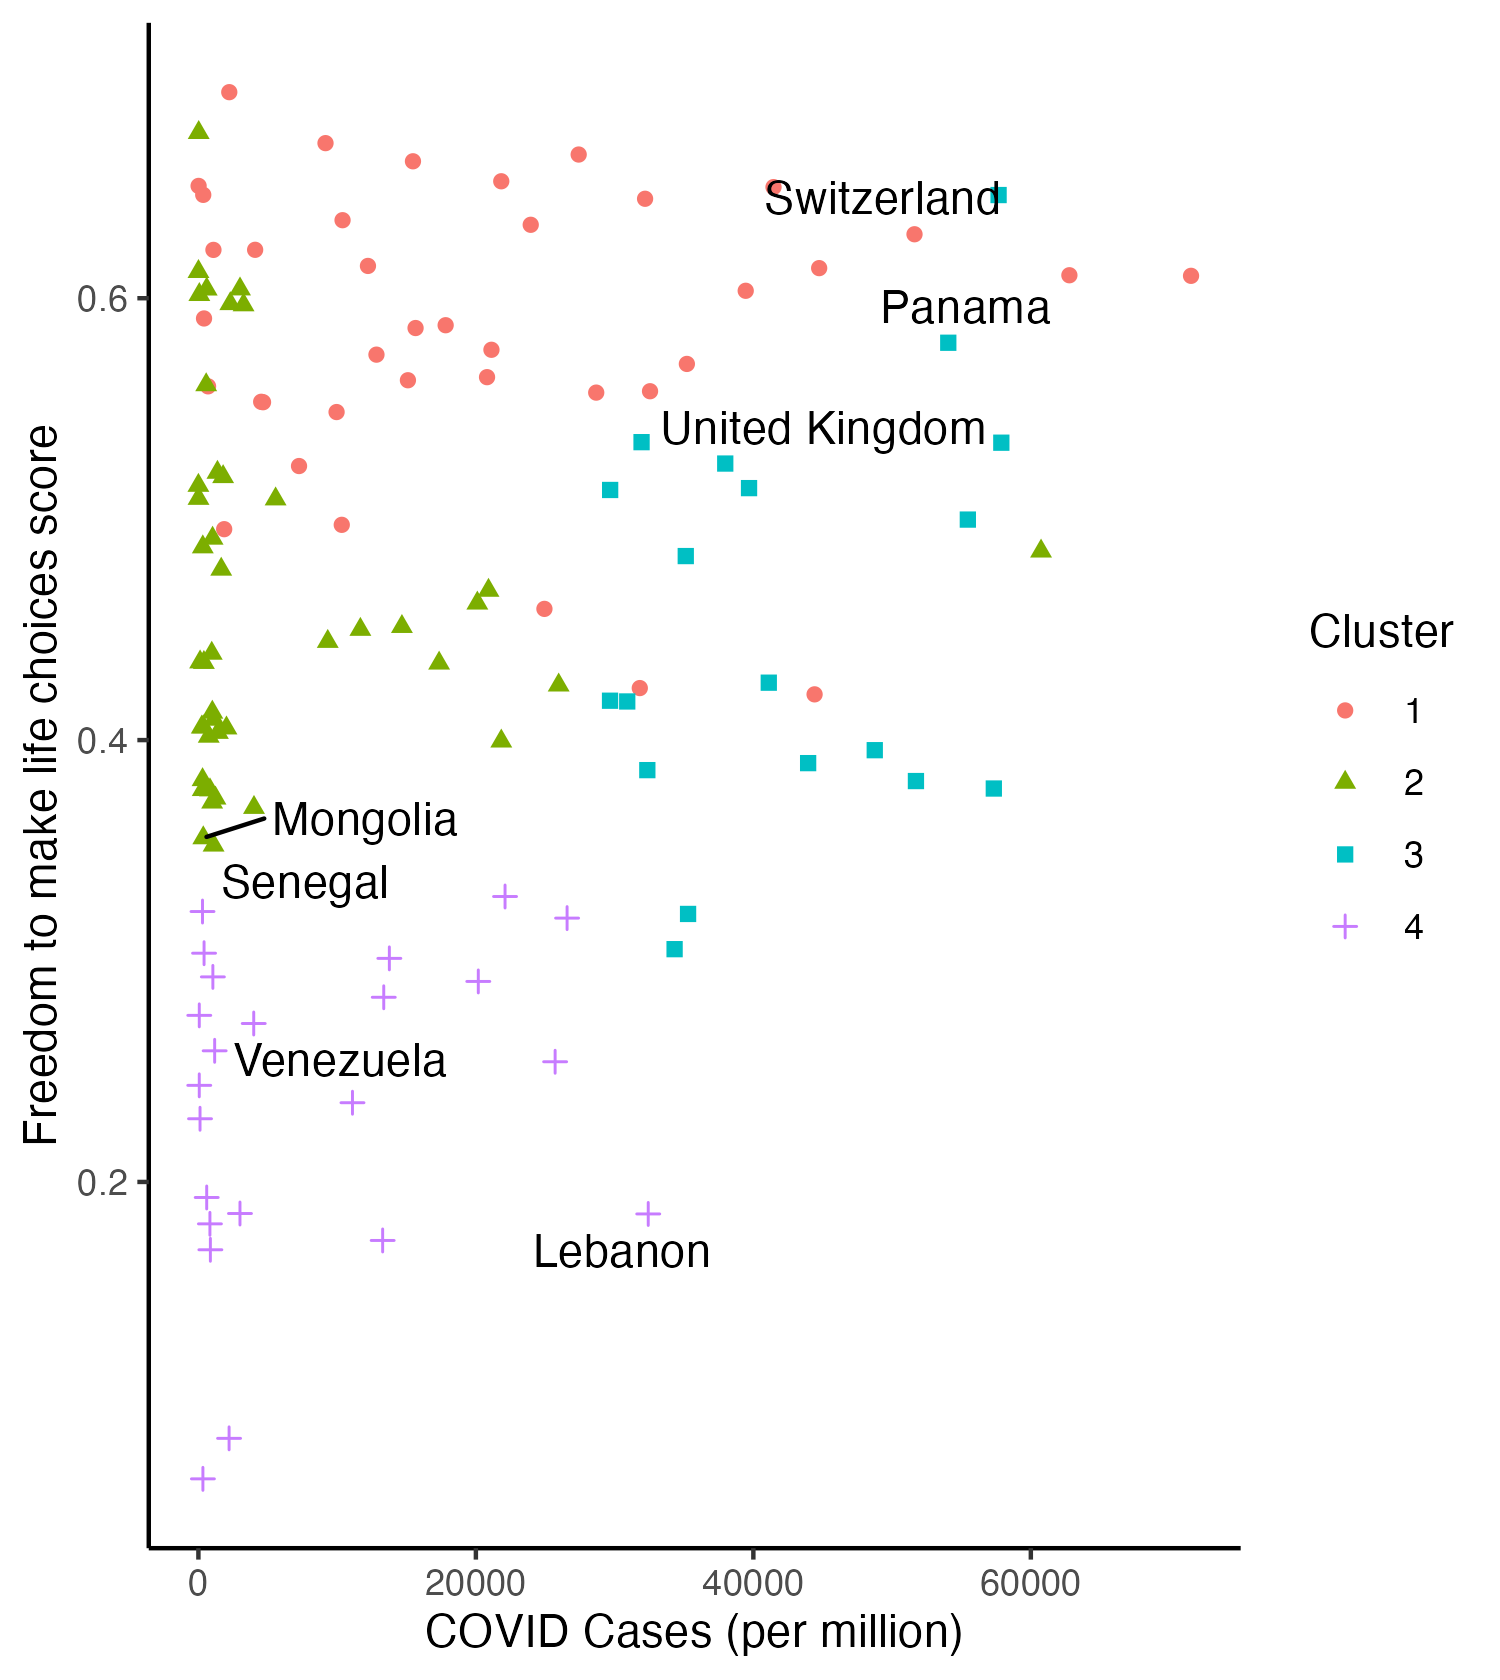 Freedom to make life choices score
0.6
0.4
0.2
Switzerland
Panama
United Kingdom
Mongolia
Senegal
Venezuela
Lebanon
0
20000
40000
60000
COVID Cases (per million)
Cluster
1
2
3
4